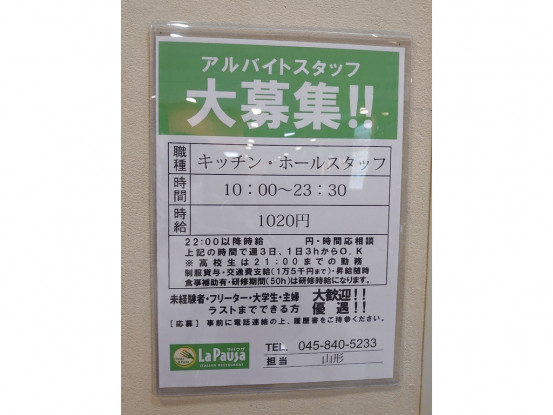 アルバイトスタッフ
大募集!!
職種 キッチン・ホールスタッフ
時間 10:00～23:30
時給 1020円
22:00以降時給 円・時間応相談
上記の時間で週3日、1日3hからO.K
※高校生は21:00までの勤務
制服貸与・交通費支給(1万5千円まで)・昇給随時
食事補助有・研修期間(50h)は研修時給になります。
未経験者・フリーター・大学生・主婦 大歓迎!!
ラストまでできる方 優遇!!
[応募] 事前に電話連絡の上、履歴書をご持参ください。
La Pausa
ITALIAN RESTAURANT
TEL. 045-840-5233
担当 山形